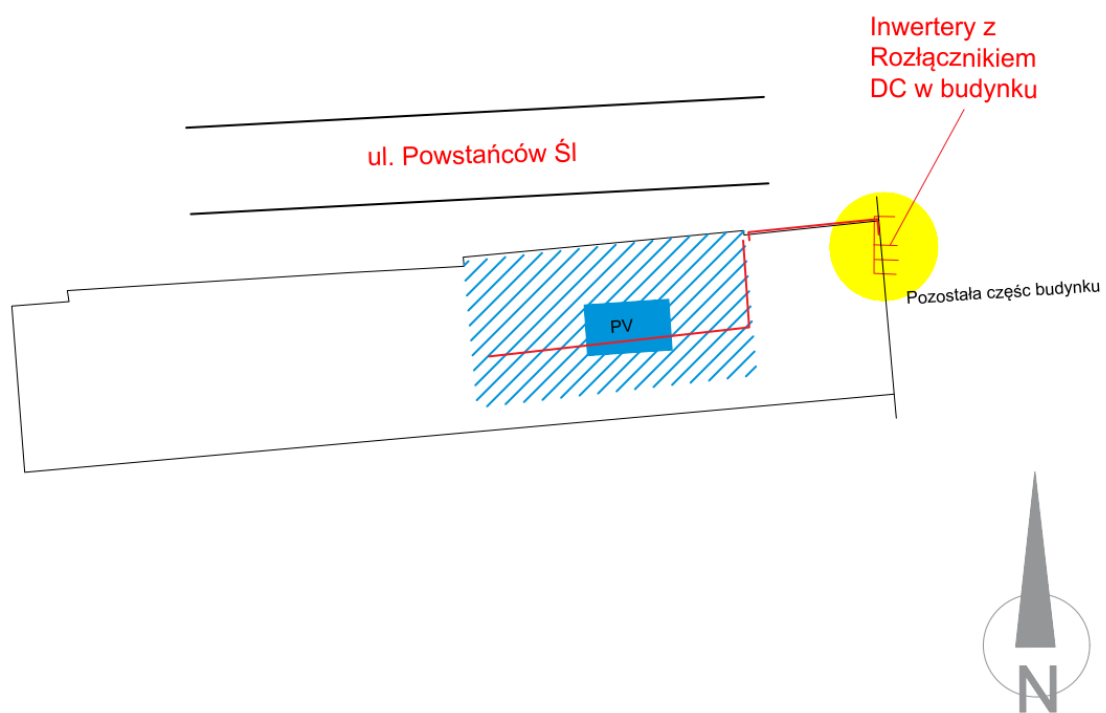 Inwertery z
Rozłącznikiem
DC w budynku
ul. Powstańców Śl
Pozostała częśc budynku
PV
N